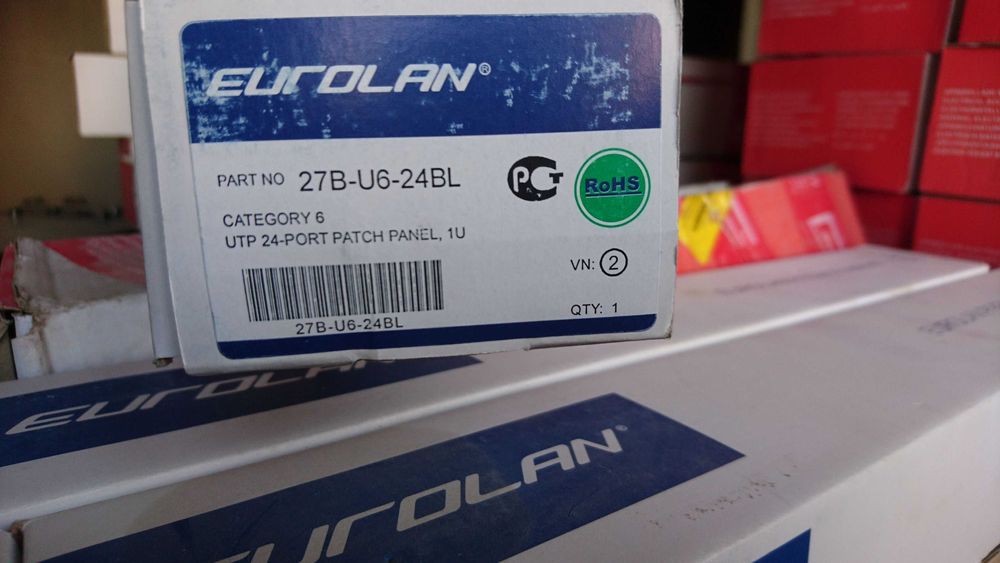 EUROLAN®
PART NO 27B-U6-24BL
PCT
RoHS
CATEGORY 6
UTP 24-PORT PATCH PANEL, 1U
VN: 2
QTY: 1
27B-U6-24BL
EUROLAN
EUROLAN®